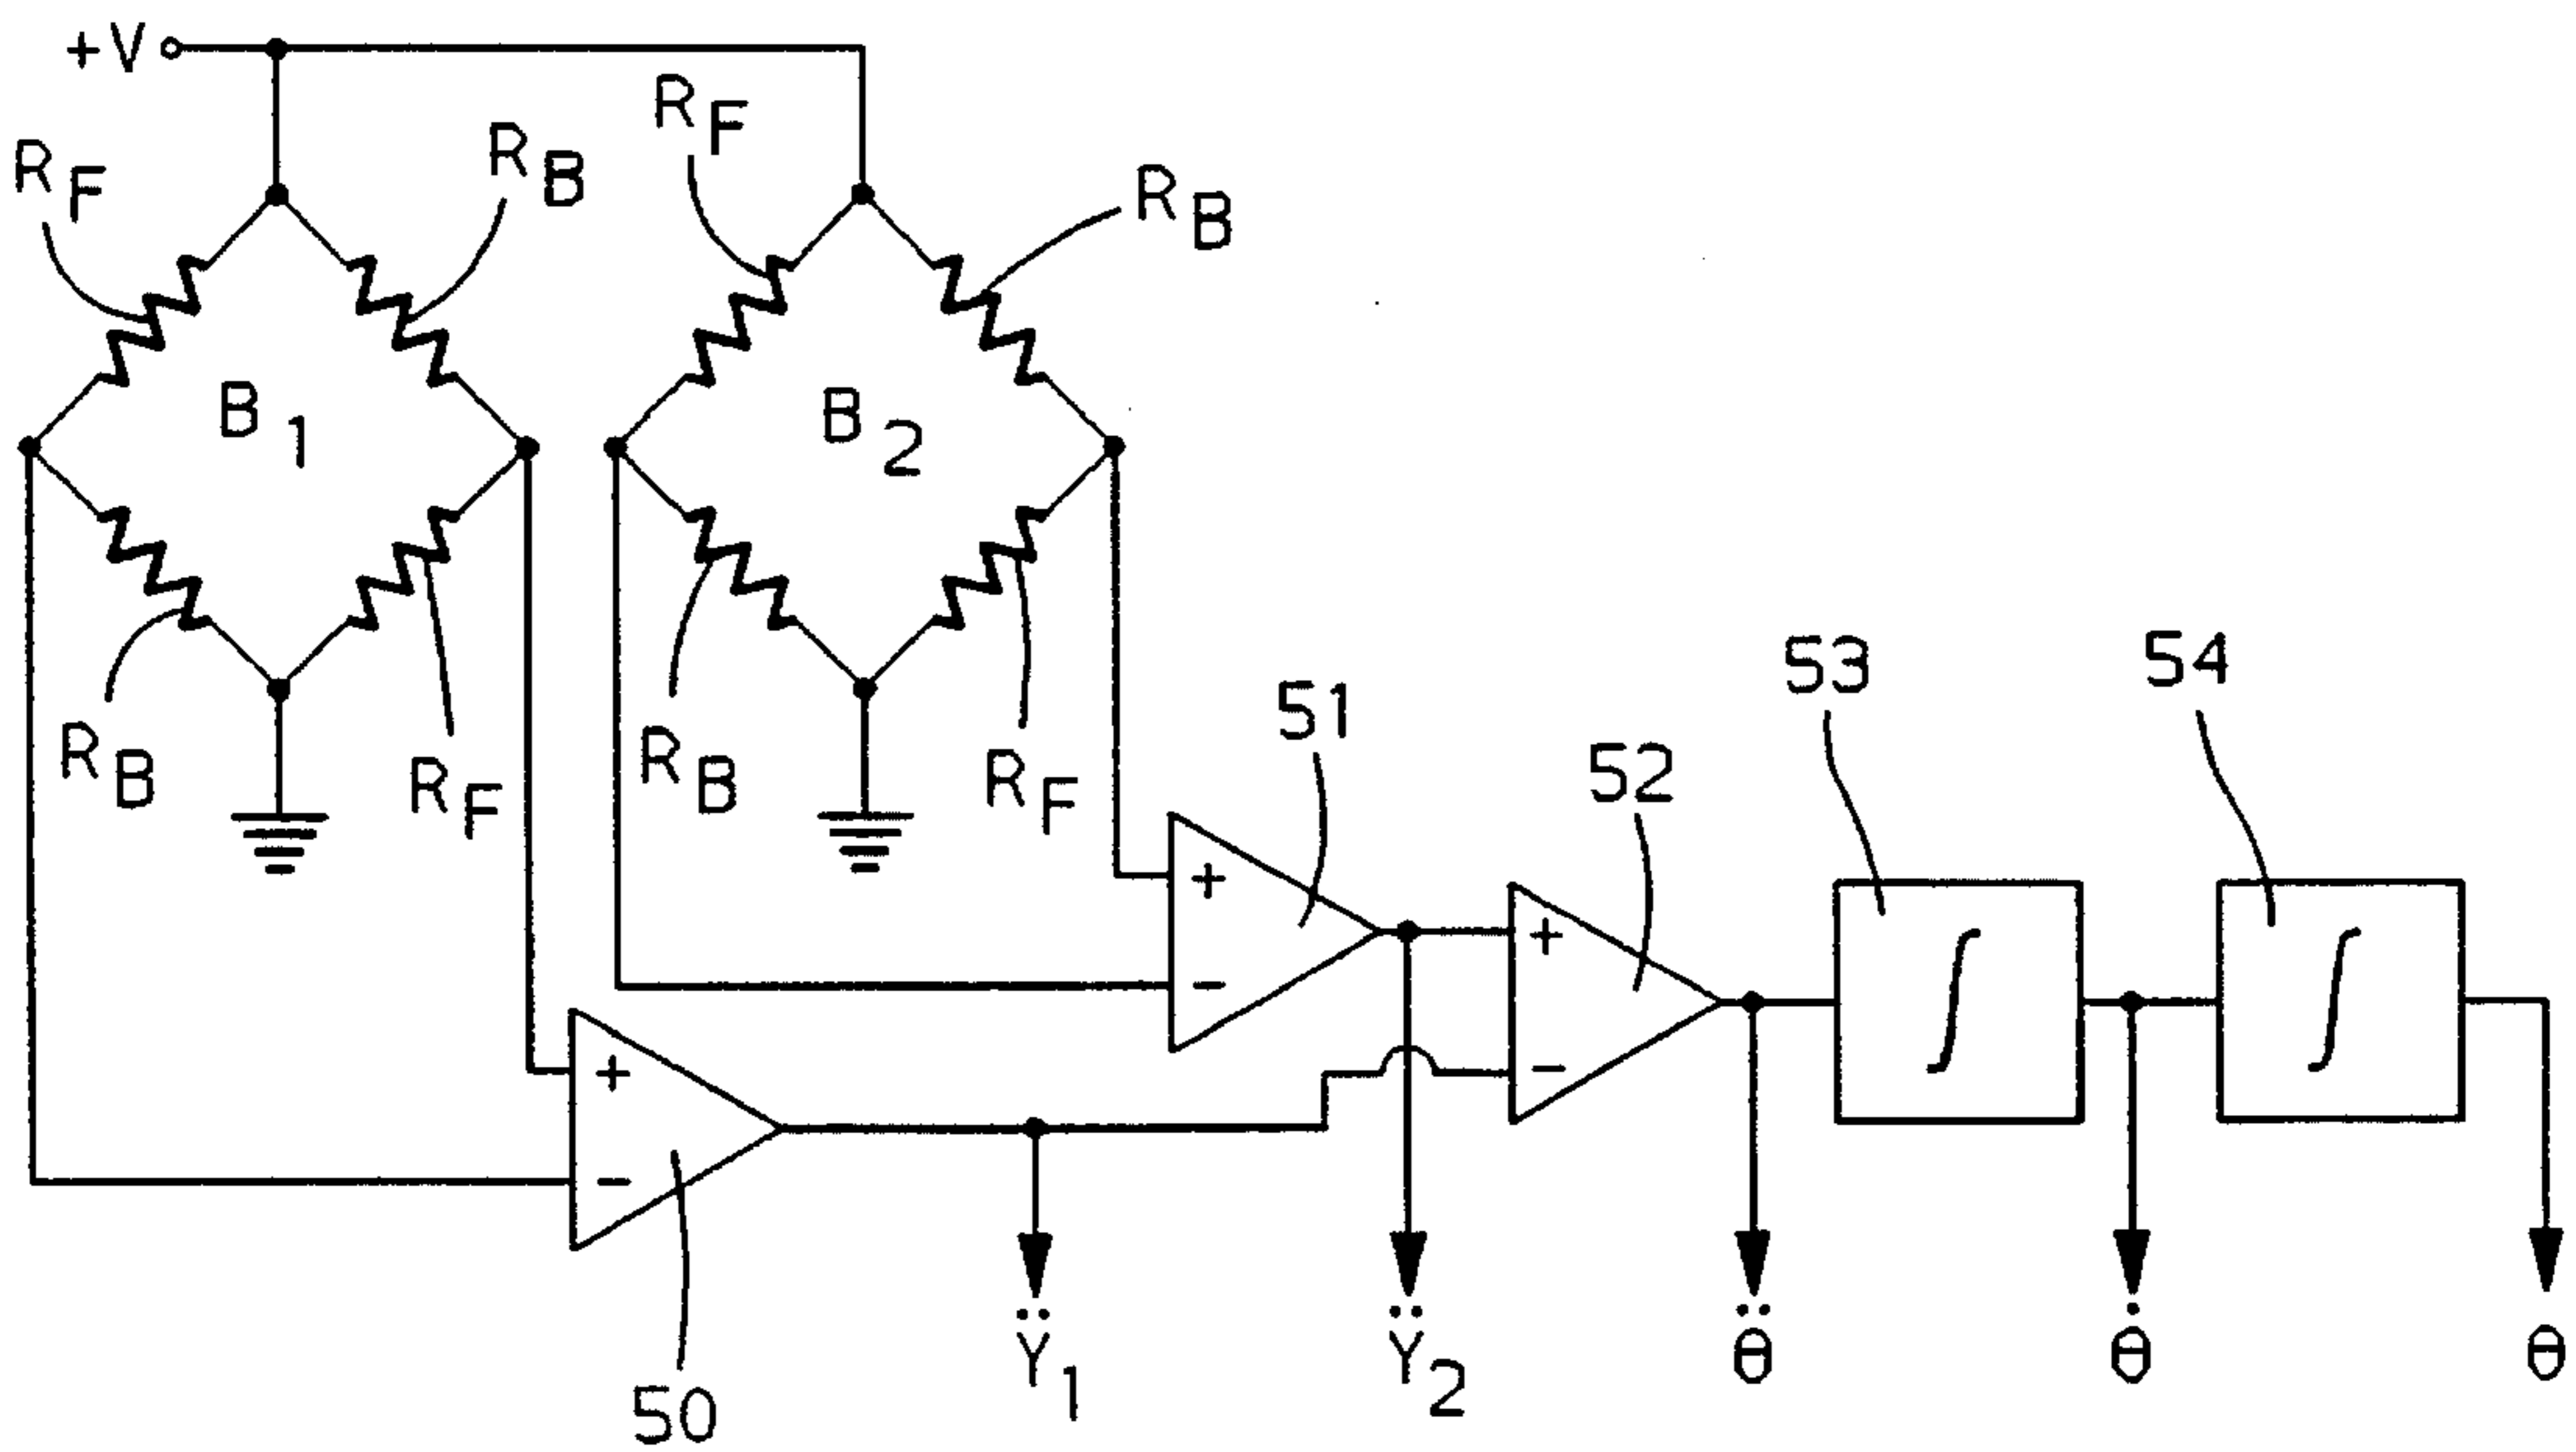 +V
R_F
R_B
R_F
R_B
B_1
B_2
R_B
R_F
R_B
R_F
51
52
53
54
+
−
+
−
+
−
∫
∫
50
Ÿ_1
Ÿ_2
θ̈
θ̇
θ